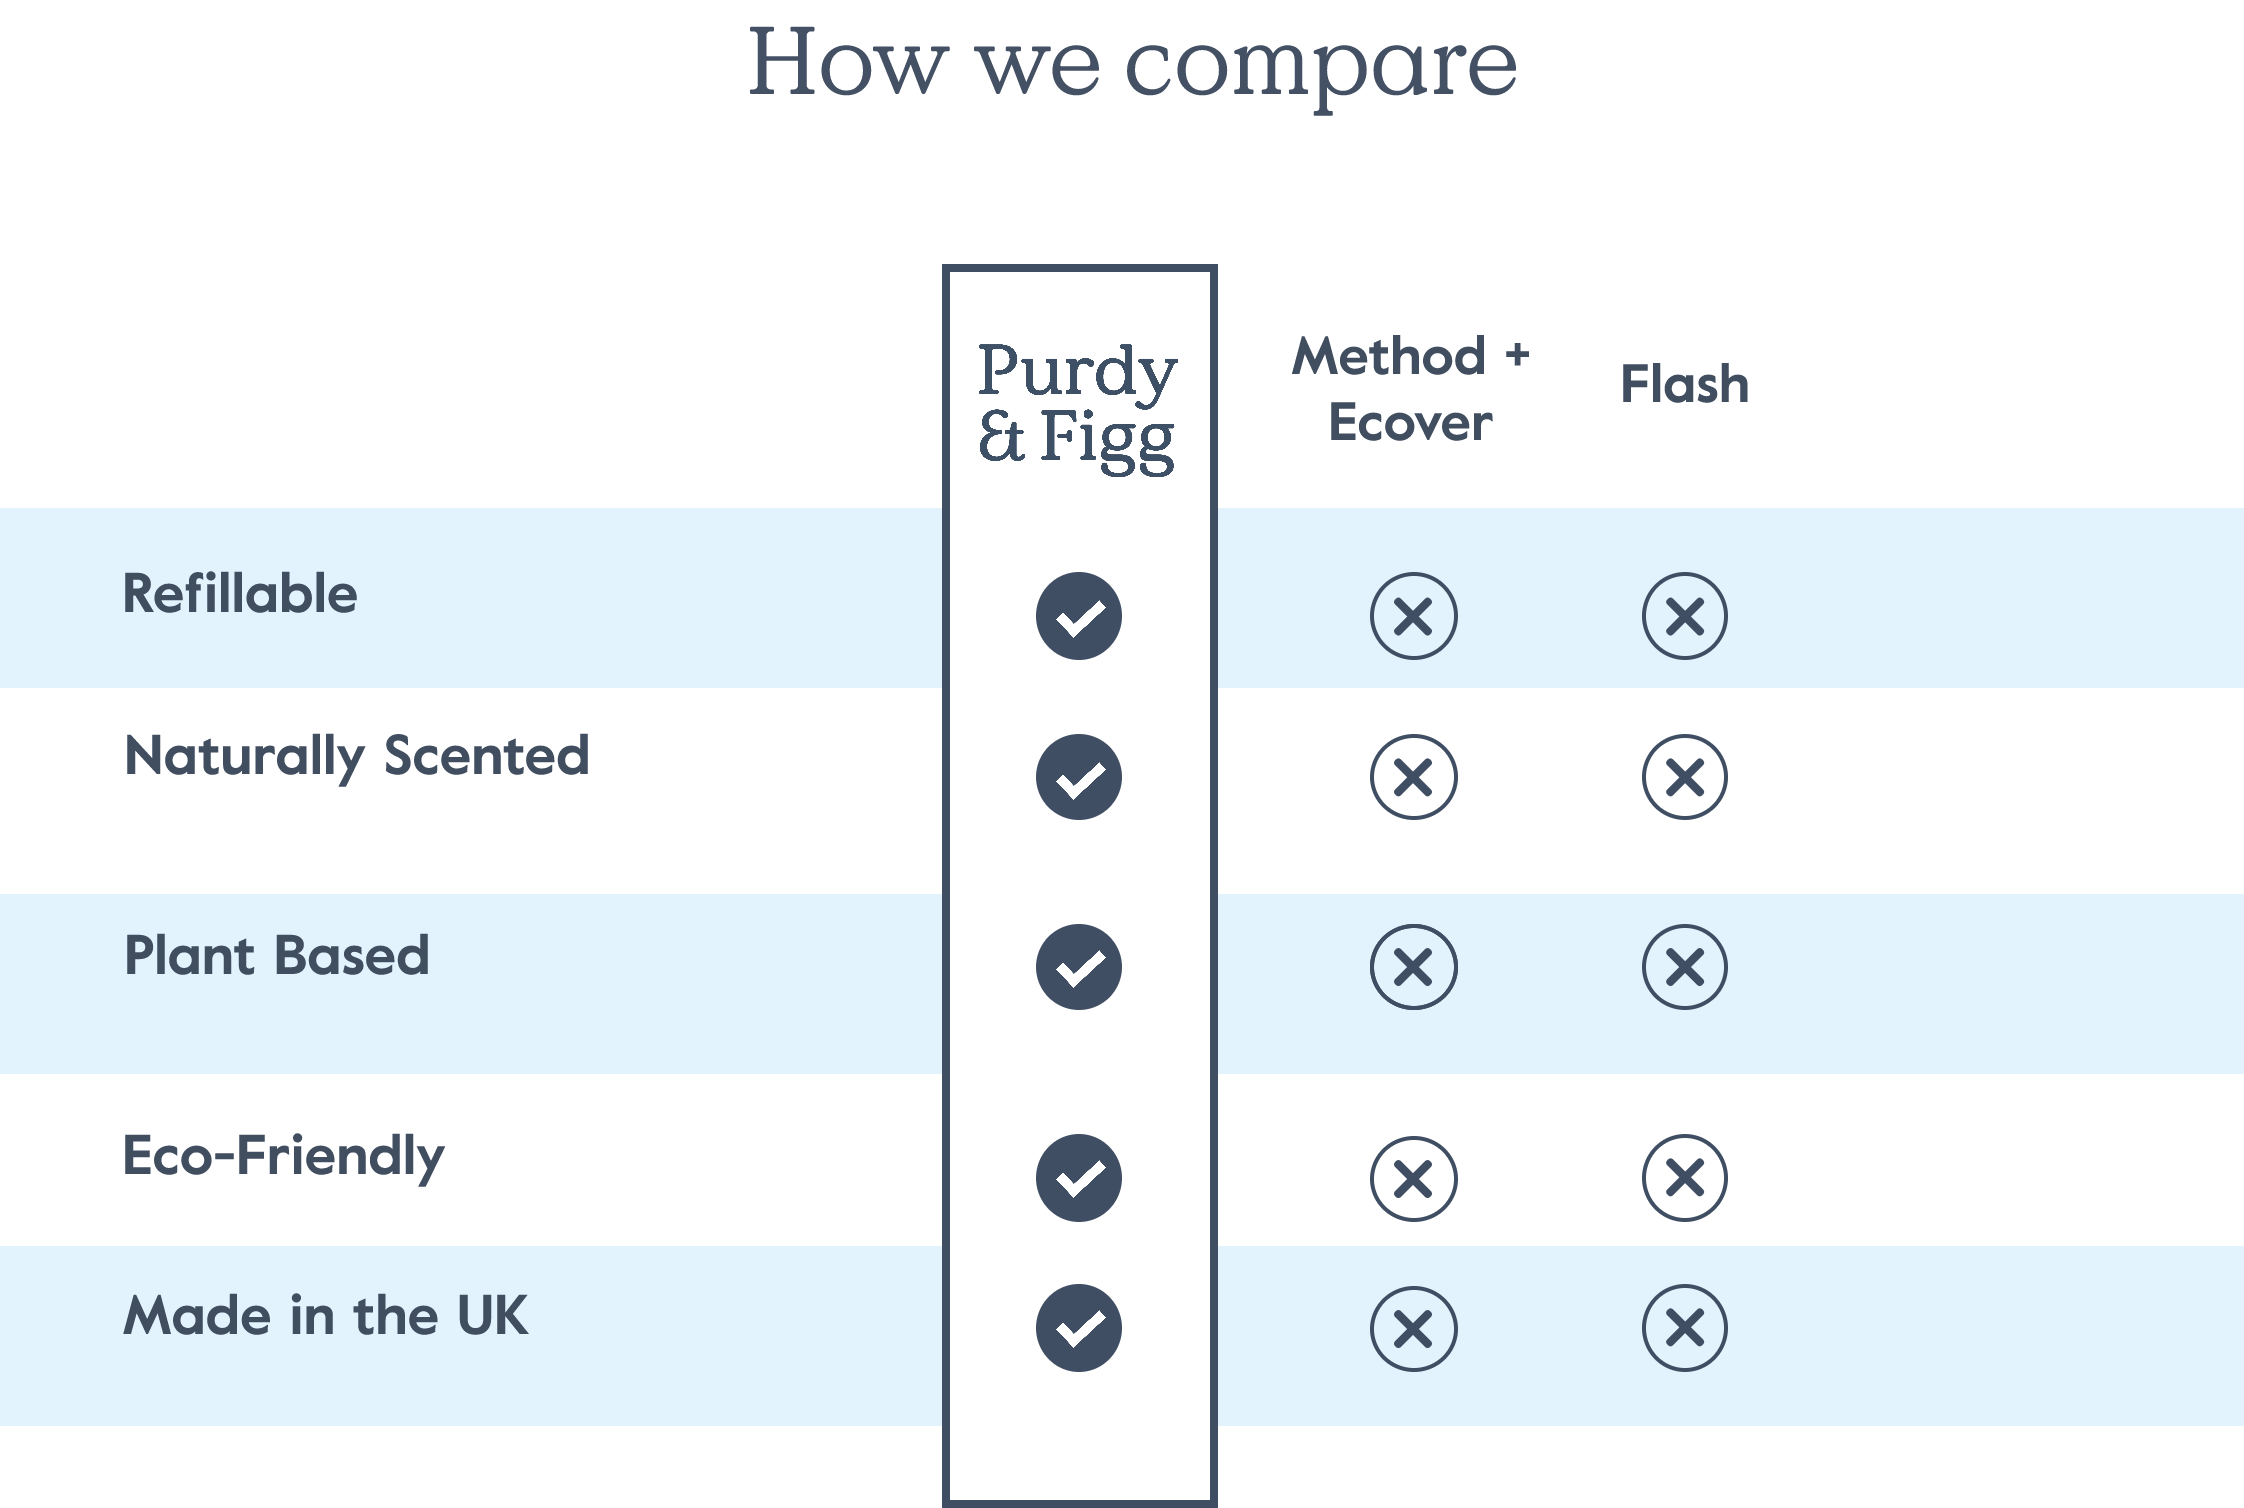 How we compare
Purdy
& Figg
Method +
Ecover
Flash
Refillable
Naturally Scented
Plant Based
Eco-Friendly
Made in the UK